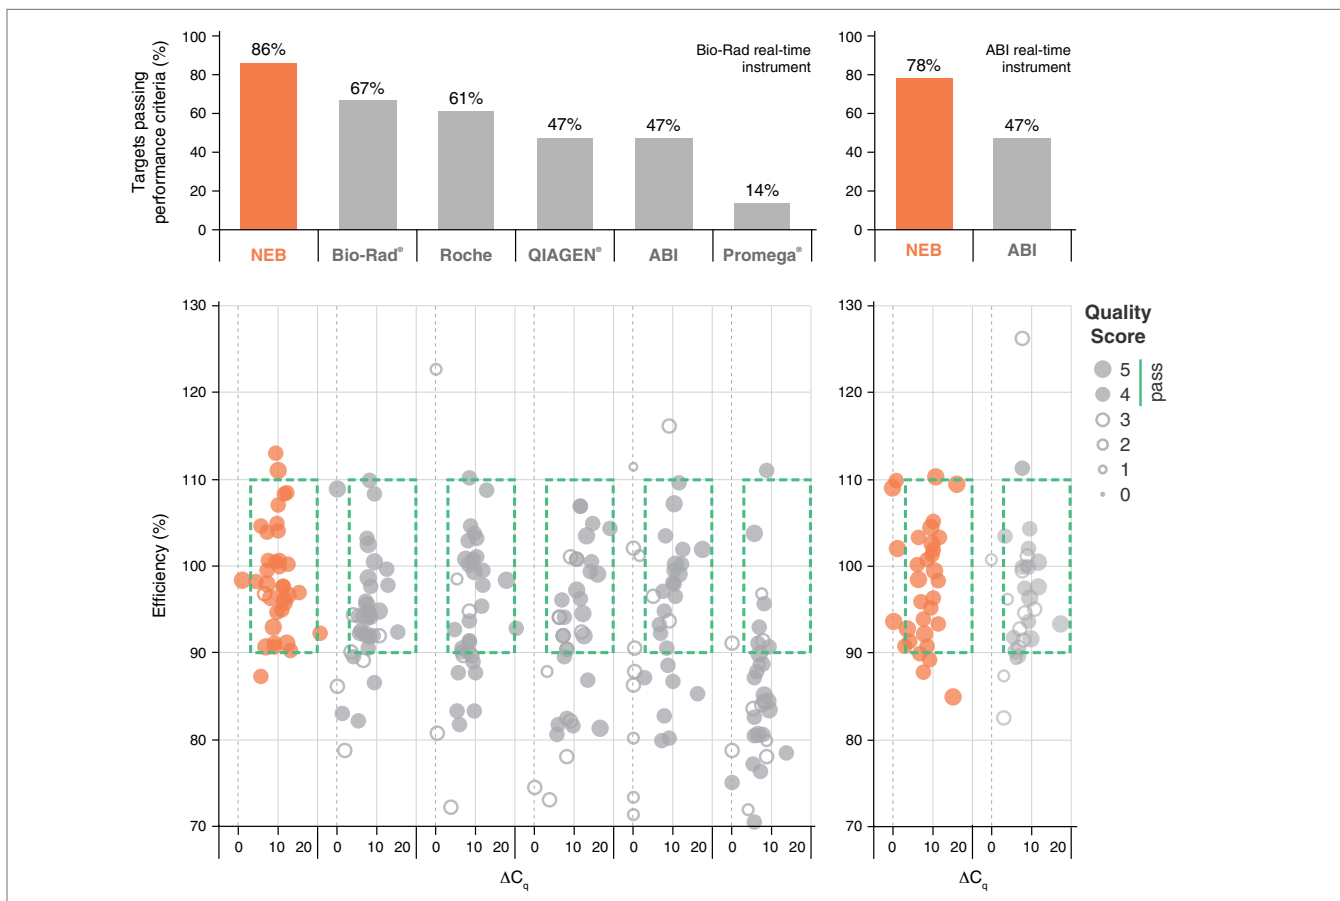 Targets passing
performance criteria (%)
100
80
60
40
20
0
86%
67%
61%
47%
47%
14%
Bio-Rad real-time
instrument
NEB
Bio-Rad®
Roche
QIAGEN®
ABI
Promega®
100
80
60
40
20
0
78%
47%
ABI real-time
instrument
NEB
ABI
Efficiency (%)
130
120
110
100
90
80
70
0 10 20 0 10 20 0 10 20 0 10 20 0 10 20 0 10 20
ΔCq
130
120
110
100
90
80
70
0 10 20 0 10 20
ΔCq
Quality
Score
5
4
3
2
1
0
pass